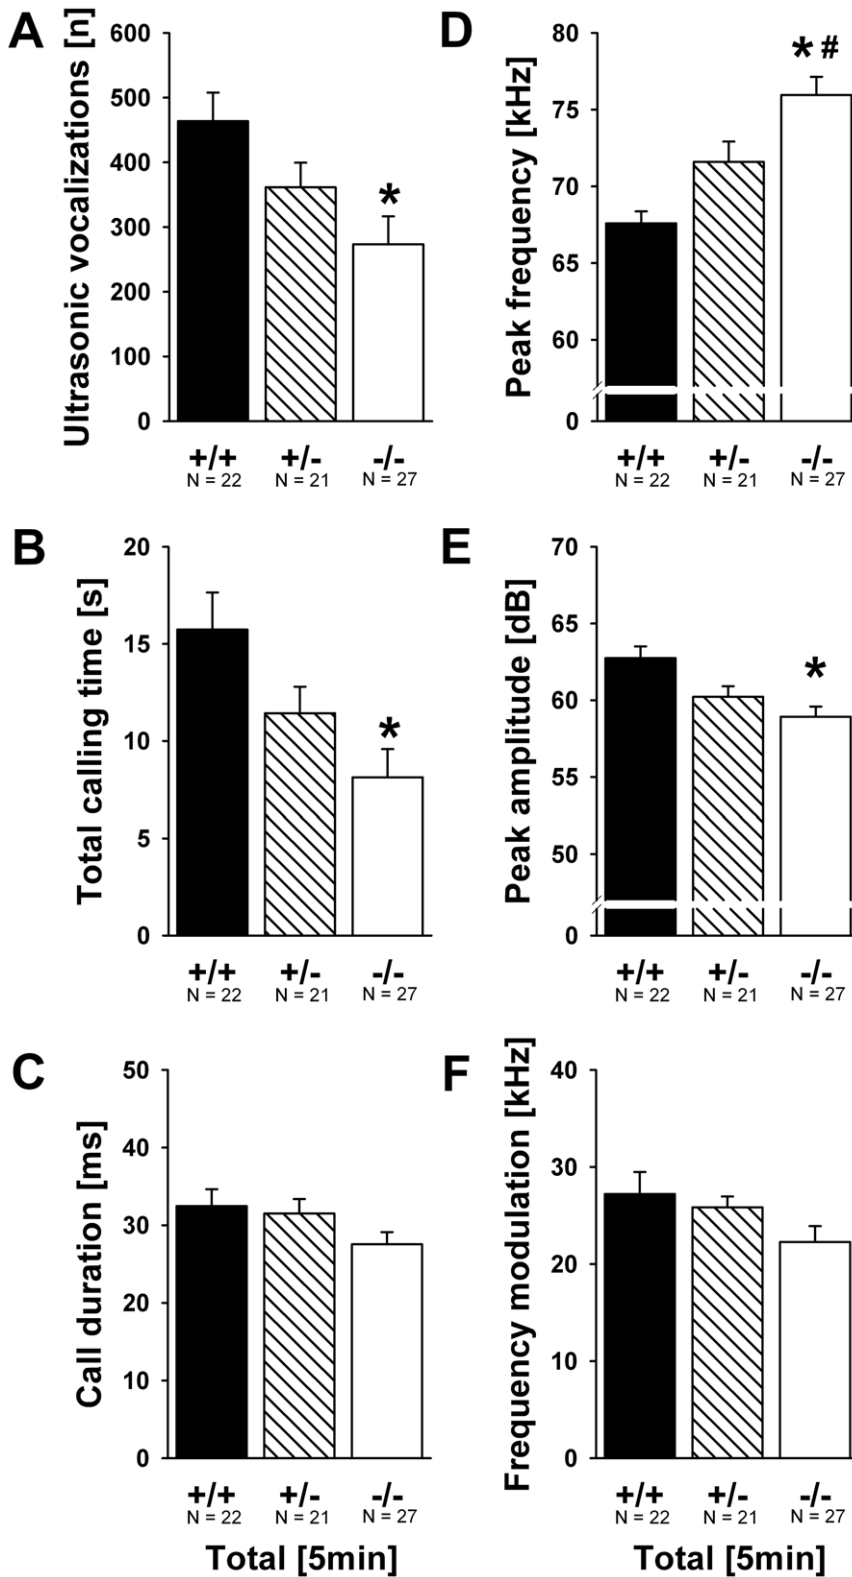 A
Ultrasonic vocalizations [n]
600
500
400
300
200
100
0
*
+/+ +/- -/-
N = 22 N = 21 N = 27
D
Peak frequency [kHz]
80
75
70
65
60
0
* #
+/+ +/- -/-
N = 22 N = 21 N = 27
B
Total calling time [s]
20
15
10
5
0
*
+/+ +/- -/-
N = 22 N = 21 N = 27
E
Peak amplitude [dB]
70
65
60
55
50
0
*
+/+ +/- -/-
N = 22 N = 21 N = 27
C
Call duration [ms]
50
40
30
20
10
0
+/+ +/- -/-
N = 22 N = 21 N = 27
Total [5min]
F
Frequency modulation [kHz]
40
30
20
10
0
+/+ +/- -/-
N = 22 N = 21 N = 27
Total [5min]